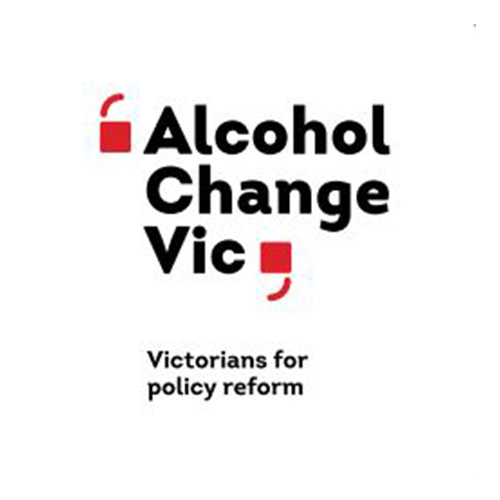 Alcohol
Change
Vic
Victorians for
policy reform